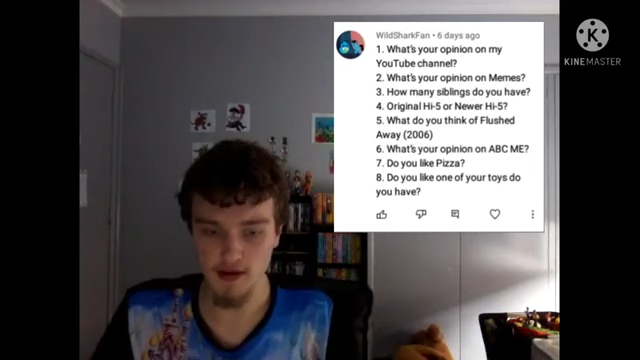 WildSharkFan • 6 days ago
1. What's your opinion on my
YouTube channel?
2. What's your opinion on Memes?
3. How many siblings do you have?
4. Original Hi-5 or Newer Hi-5?
5. What do you think of Flushed
Away (2006)
6. What's your opinion on ABC ME?
7. Do you like Pizza?
8. Do you like one of your toys do
you have?
K
KINEMASTER